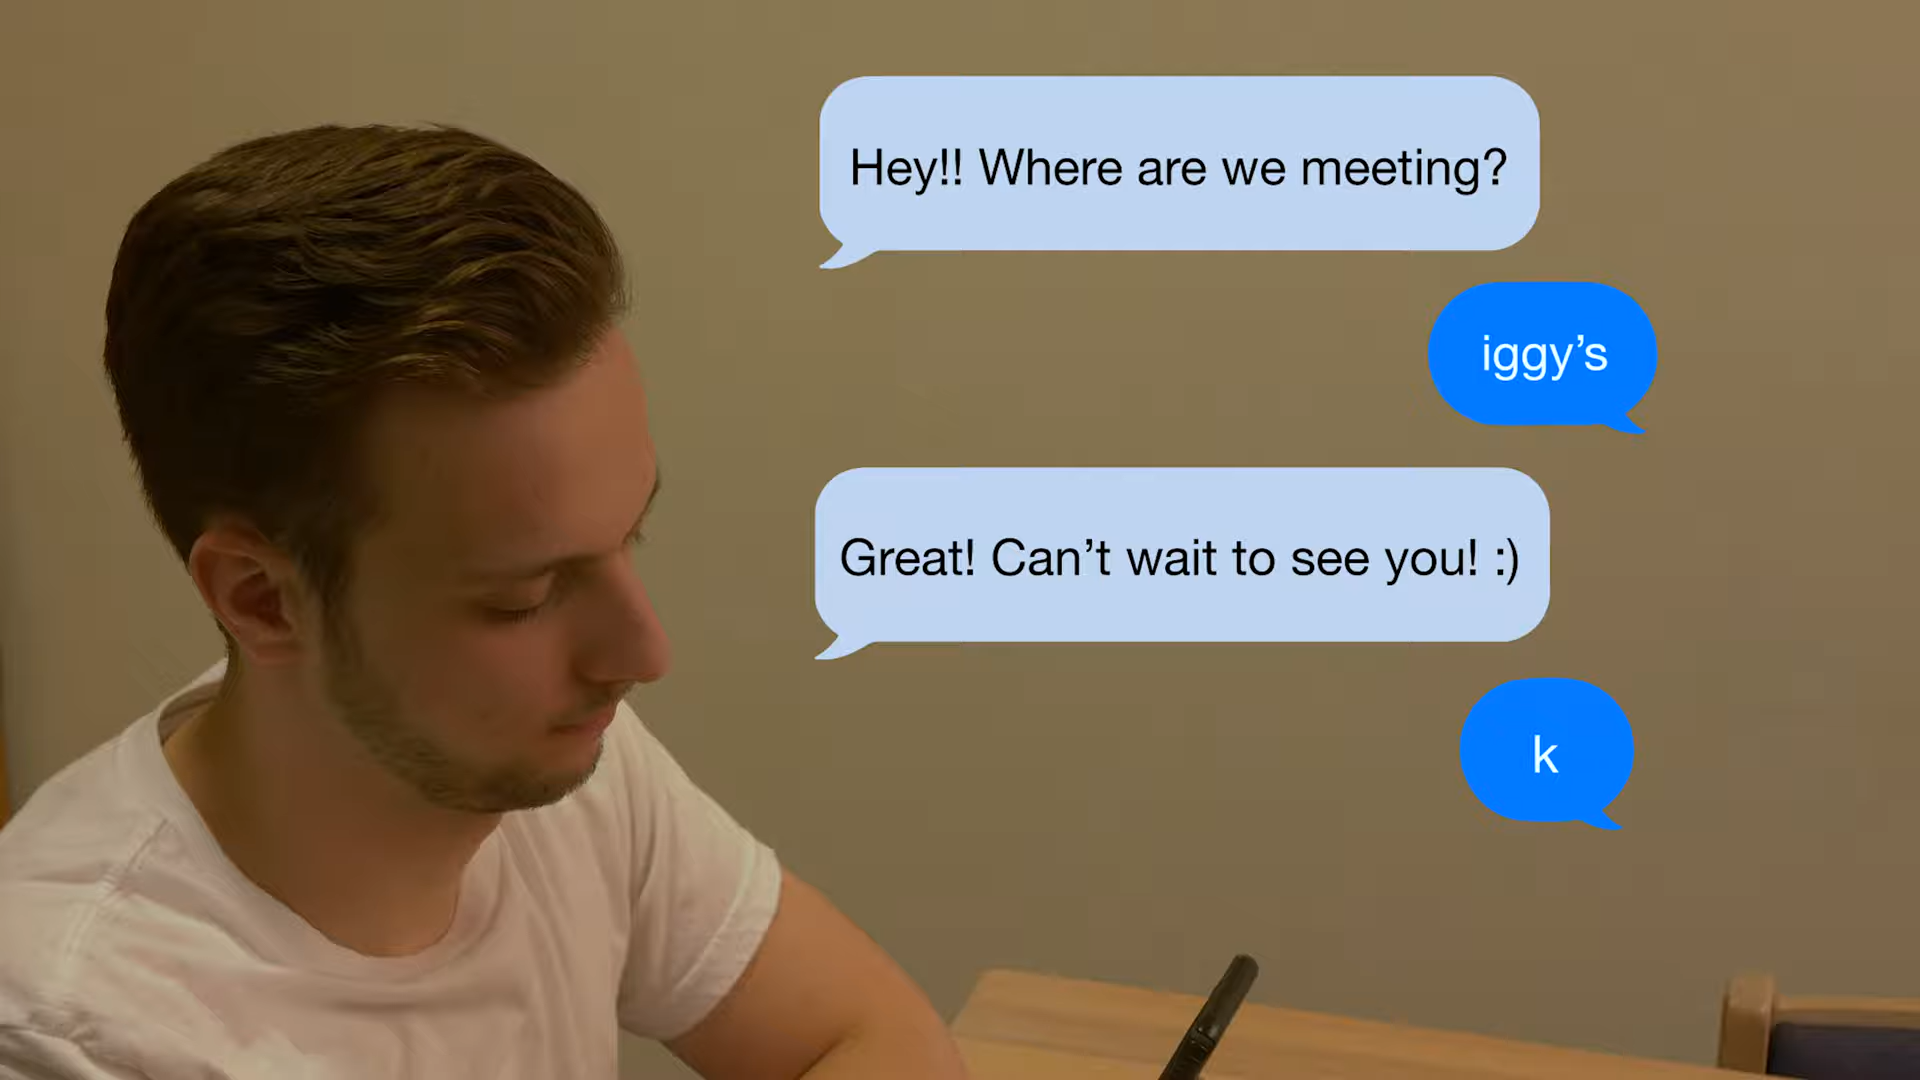 Hey!! Where are we meeting?
iggy’s
Great! Can’t wait to see you! :)
k